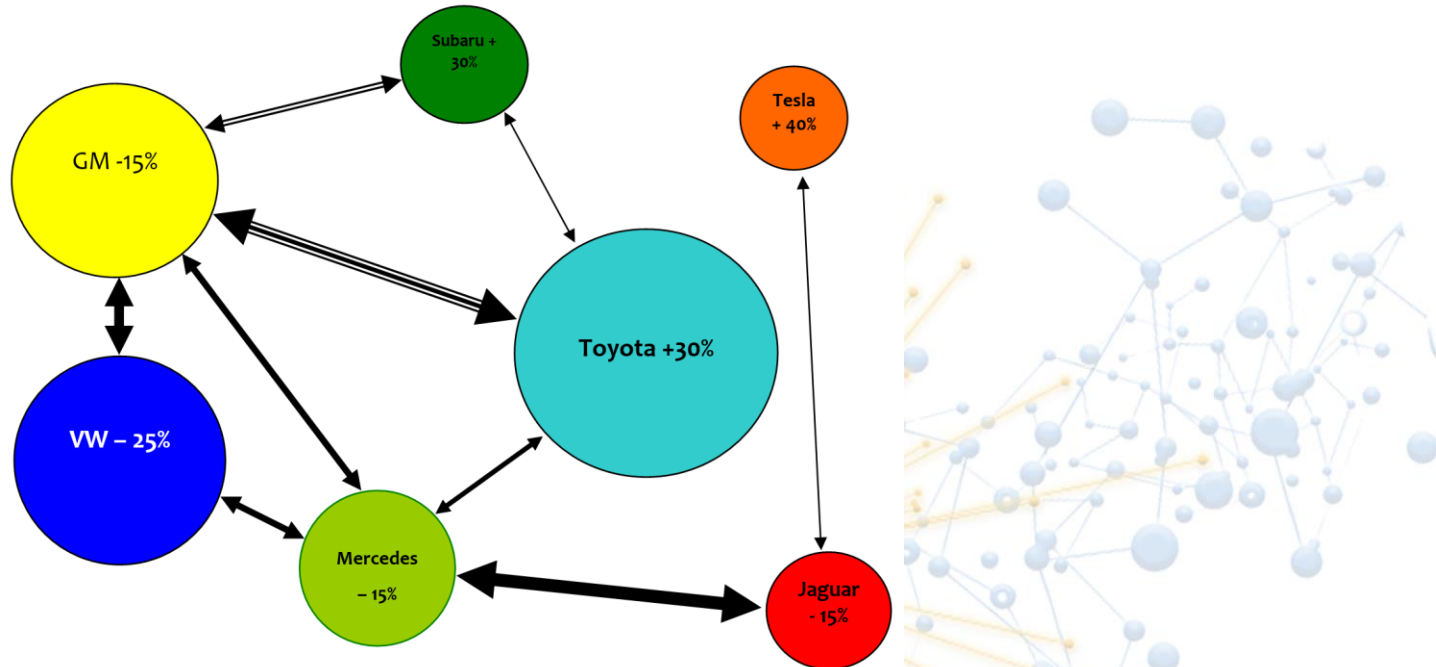 Subaru +
30%
Tesla
+ 40%
GM -15%
Toyota +30%
VW – 25%
Mercedes
– 15%
Jaguar
- 15%